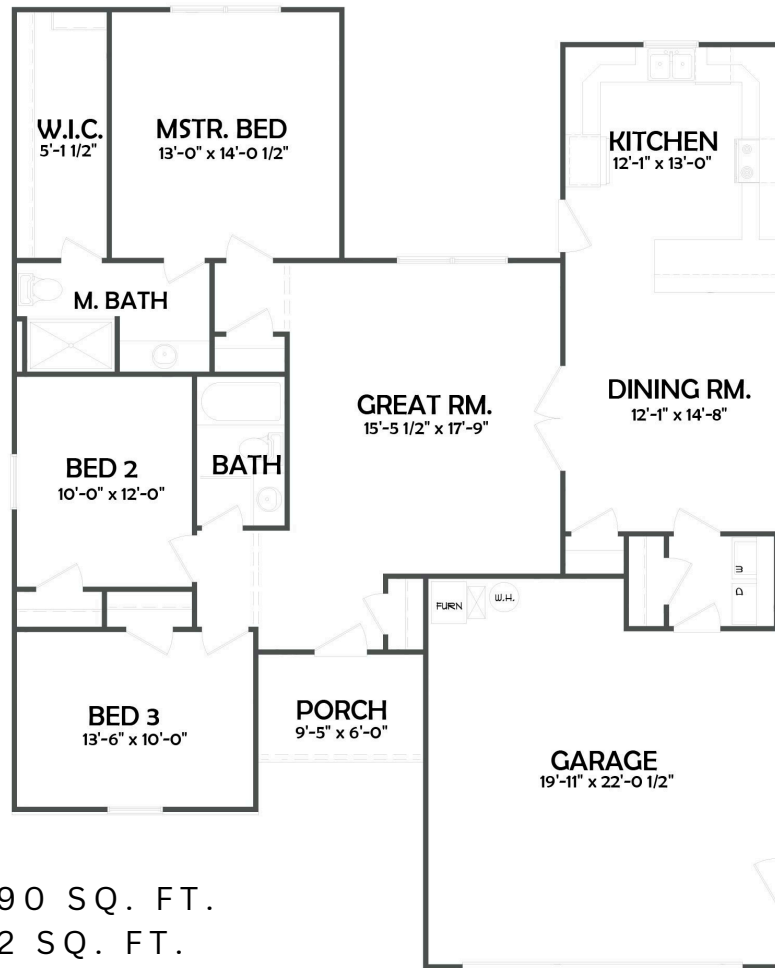 W.I.C.
5'-1 1/2"
MSTR. BED
13'-0" x 14'-0 1/2"
KITCHEN
12'-1" x 13'-0"
M. BATH
GREAT RM.
15'-5 1/2" x 17'-9"
DINING RM.
12'-1" x 14'-8"
BED 2
10'-0" x 12'-0"
BATH
W
D
FURN
W.H.
BED 3
13'-6" x 10'-0"
PORCH
9'-5" x 6'-0"
GARAGE
19'-11" x 22'-0 1/2"
90 SQ. FT.
2 SQ. FT.